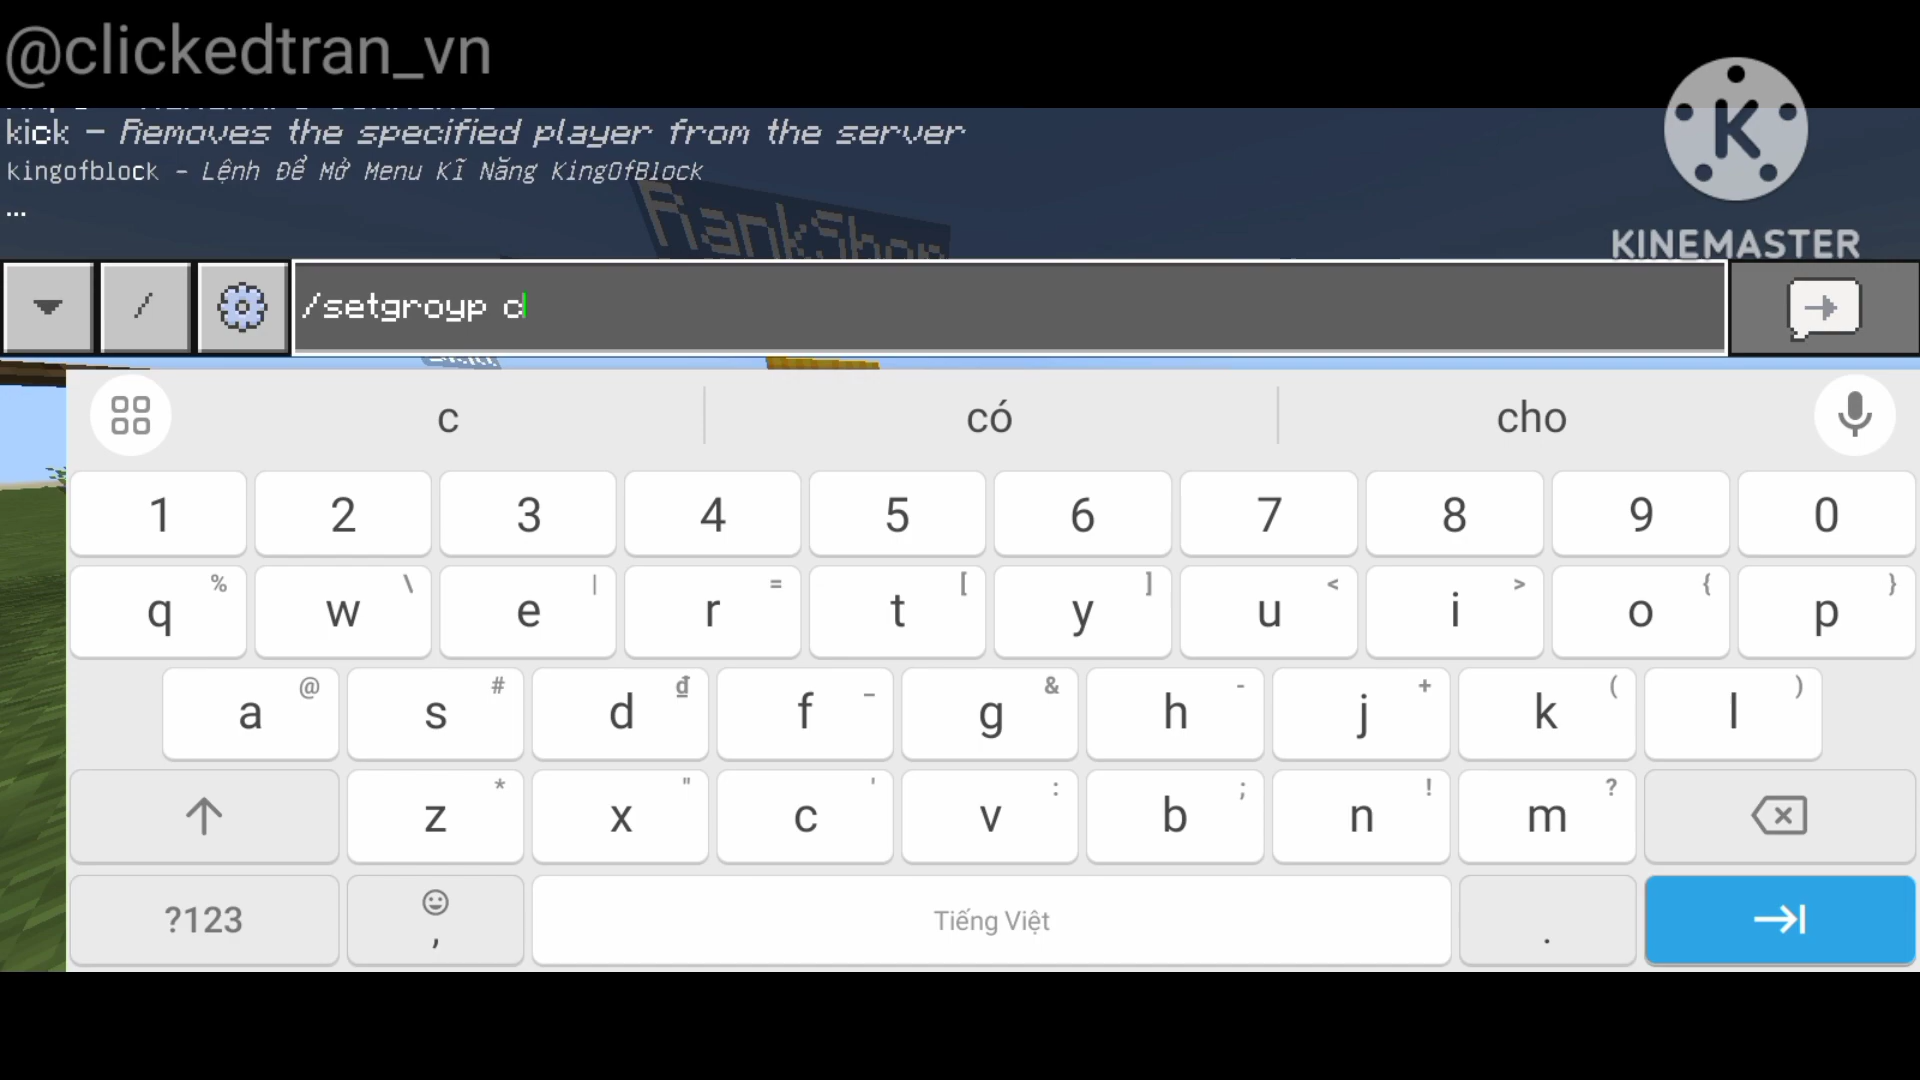 @clickedtran_vn
kick - Removes the specified player from the server
kingofblock - Lệnh Để Mở Menu Kĩ Năng KingOfBlock
...
RankShop
K
KINEMASTER
/
/setgroyp c
c có cho
1 2 3 4 5 6 7 8 9 0
% \ | = [ ] < > { }
q w e r t y u i o p
@ # ₫ _ & - + ( )
a s d f g h j k l
* " ' : ; ! ?
z x c v b n m
?123 , Tiếng Việt .